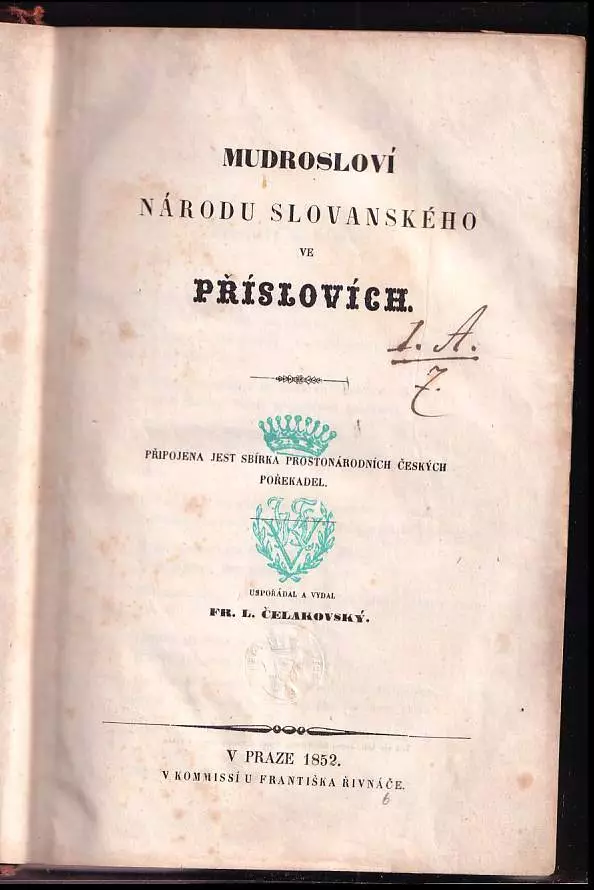 MUDROSLOVÍ
NÁRODU SLOVANSKÉHO
VE
PŘÍSLOVÍCH.
1. A.
7.
PŘIPOJENA JEST SBÍRKA PROSTONÁRODNÍCH ČESKÝCH
POŘEKADEL.
USPOŘÁDAL A VYDAL
FR. L. ČELAKOVSKÝ.
V PRAZE 1852.
V KOMMISSÍ U FRANTIŠKA ŘIVNÁČE.
6